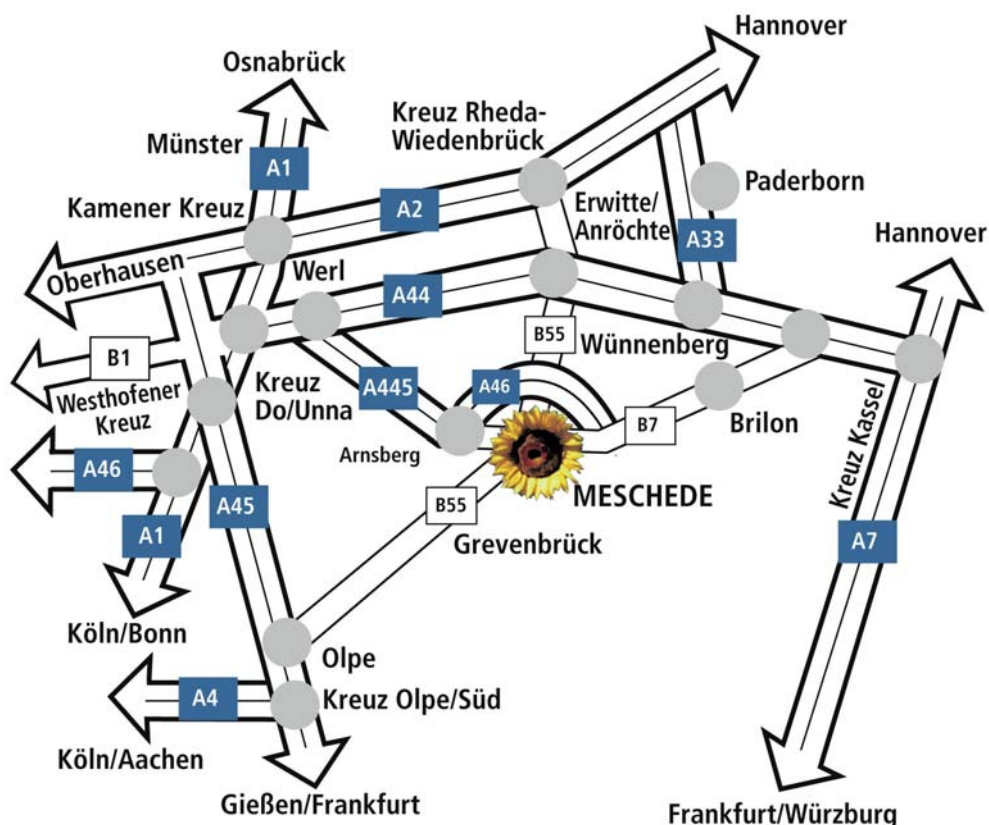 Hannover
Osnabrück
Kreuz Rheda-
Wiedenbrück
Münster
A1
Paderborn
Kamener Kreuz
A2
Erwitte/
Anröchte
A33
Hannover
Oberhausen
Werl
A44
B1
B55
Wünnenberg
Westhofener
Kreuz
Kreuz
Do/Unna
A445
A46
B7
Brilon
Kreuz Kassel
Arnsberg
A46
A45
B55
MESCHEDE
A1
Grevenbrück
A7
Köln/Bonn
Olpe
A4
Kreuz Olpe/Süd
Köln/Aachen
Gießen/Frankfurt
Frankfurt/Würzburg